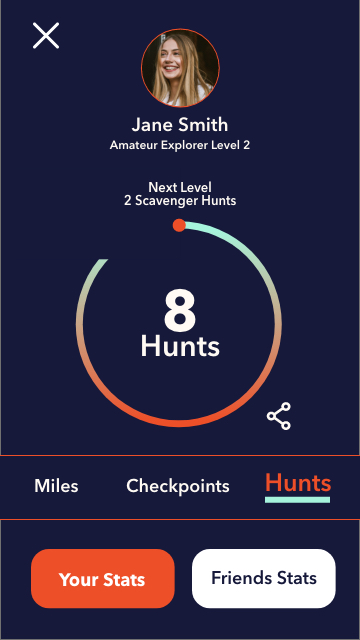 Jane Smith
Amateur Explorer Level 2
Next Level
2 Scavenger Hunts
8
Hunts
Miles Checkpoints Hunts
Your Stats Friends Stats